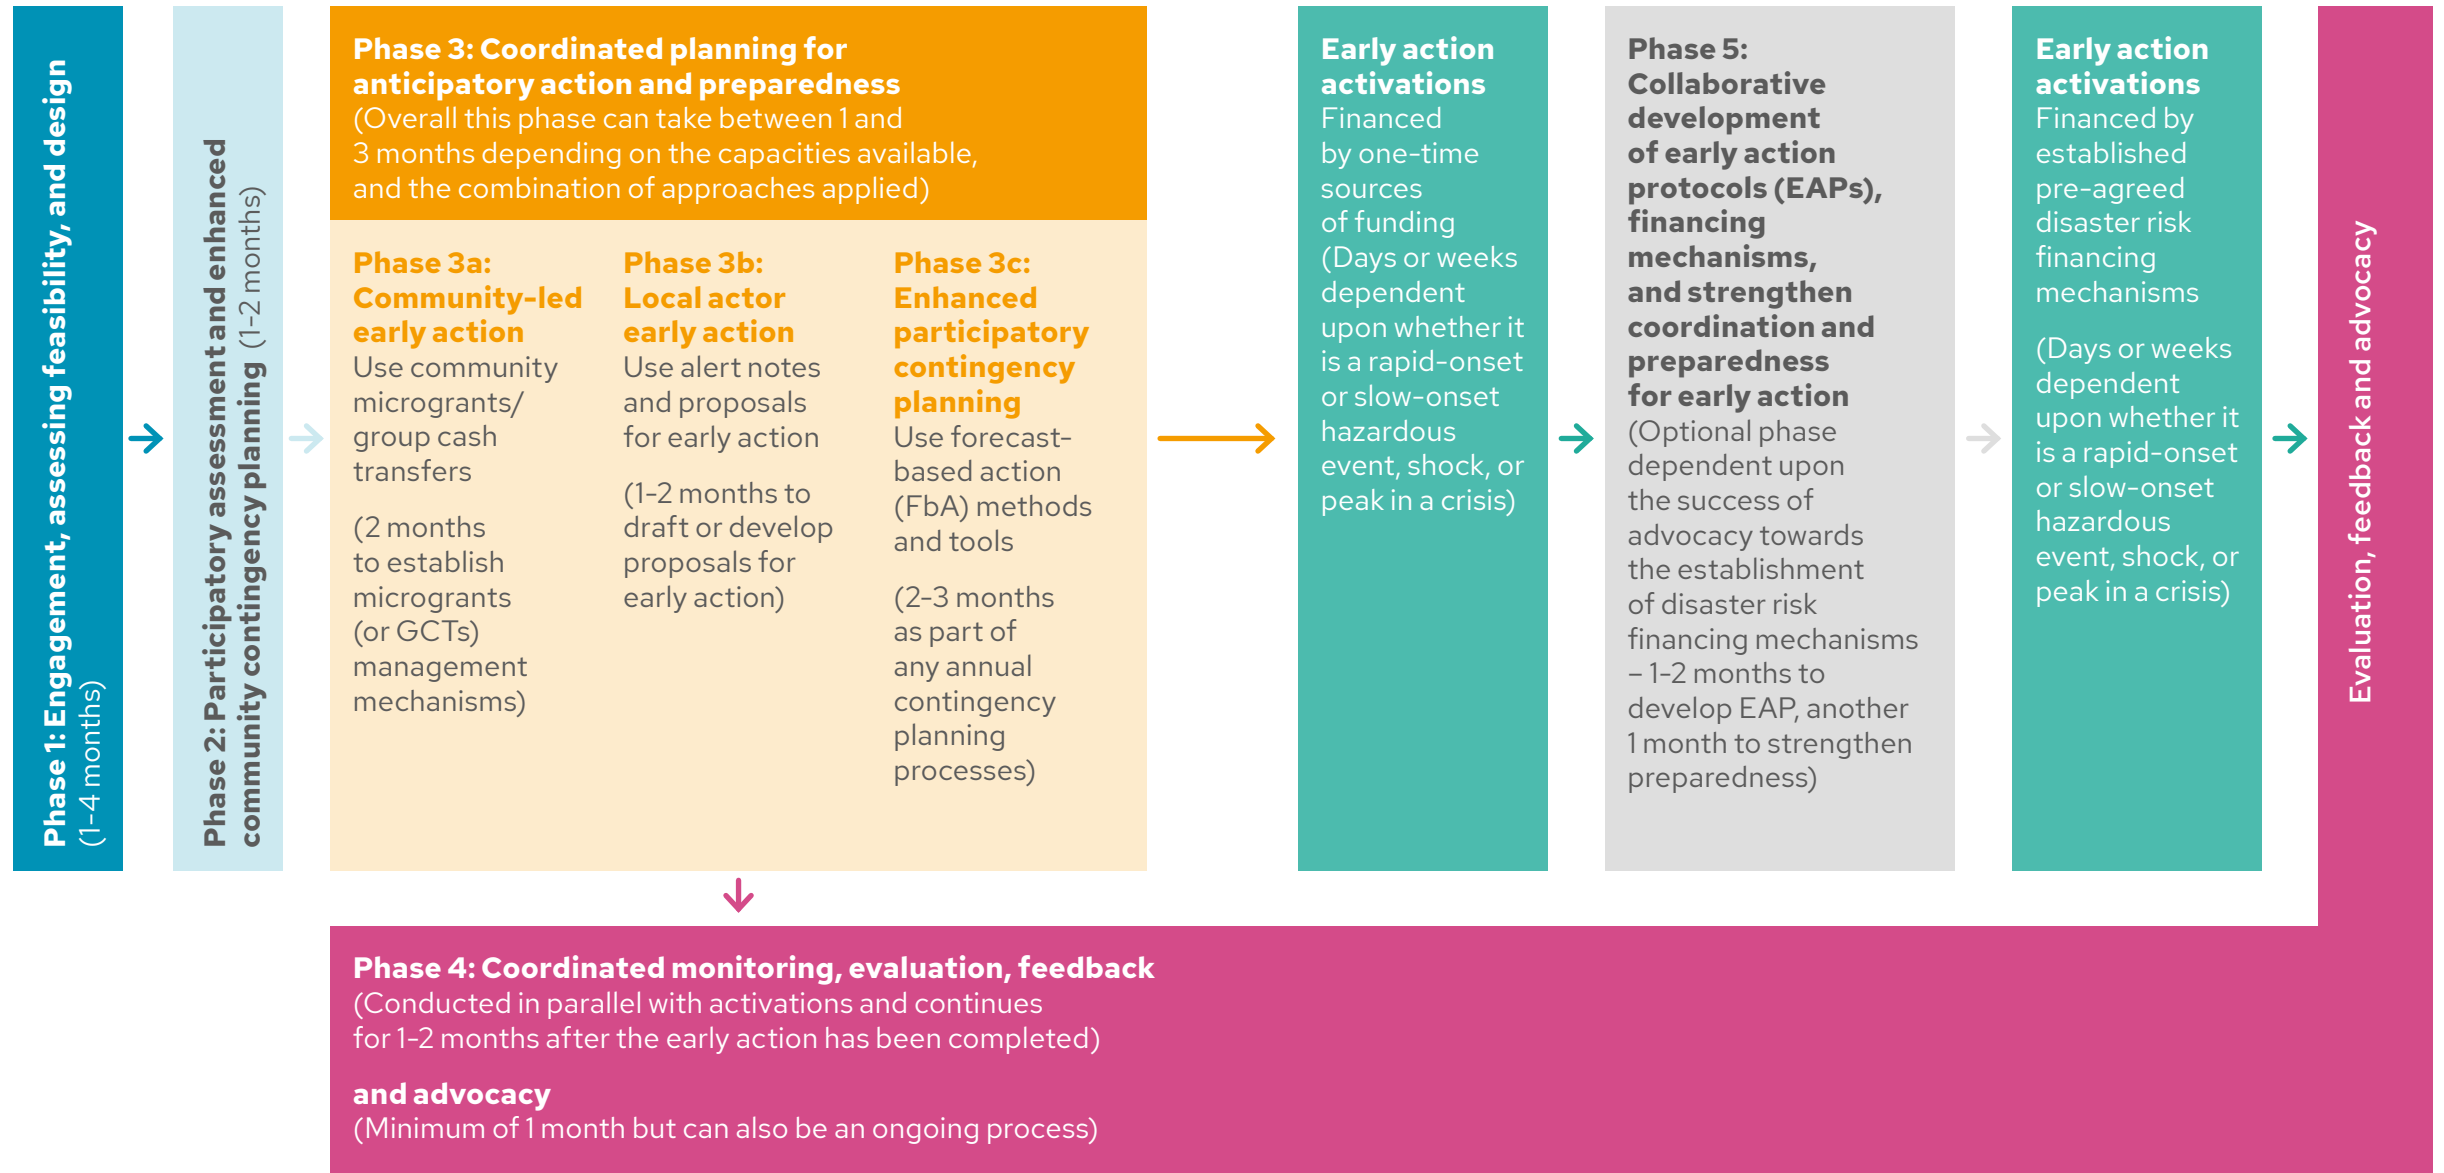 Phase 1: Engagement, assessing feasibility, and design
(1-4 months)
Phase 2: Participatory assessment and enhanced
community contingency planning (1-2 months)
Phase 3: Coordinated planning for
anticipatory action and preparedness
(Overall this phase can take between 1 and
3 months depending on the capacities available,
and the combination of approaches applied)
Phase 3a:
Community-led
early action
Use community
microgrants/
group cash
transfers
(2 months
to establish
microgrants
(or GCTs)
management
mechanisms)
Phase 3b:
Local actor
early action
Use alert notes
and proposals
for early action
(1-2 months to
draft or develop
proposals for
early action)
Phase 3c:
Enhanced
participatory
contingency
planning
Use forecast-
based action
(FbA) methods
and tools
(2-3 months
as part of
any annual
contingency
planning
processes)
Early action
activations
Financed
by one-time
sources
of funding
(Days or weeks
dependent
upon whether it
is a rapid-onset
or slow-onset
hazardous
event, shock, or
peak in a crisis)
Phase 5:
Collaborative
development
of early action
protocols (EAPs),
financing
mechanisms,
and strengthen
coordination and
preparedness
for early action
(Optional phase
dependent upon
the success of
advocacy towards
the establishment
of disaster risk
financing mechanisms
– 1-2 months to
develop EAP, another
1 month to strengthen
preparedness)
Early action
activations
Financed by
established
pre-agreed
disaster risk
financing
mechanisms
(Days or weeks
dependent
upon whether it
is a rapid-onset
or slow-onset
hazardous
event, shock, or
peak in a crisis)
Evaluation, feedback and advocacy
Phase 4: Coordinated monitoring, evaluation, feedback
(Conducted in parallel with activations and continues
for 1-2 months after the early action has been completed)
and advocacy
(Minimum of 1 month but can also be an ongoing process)